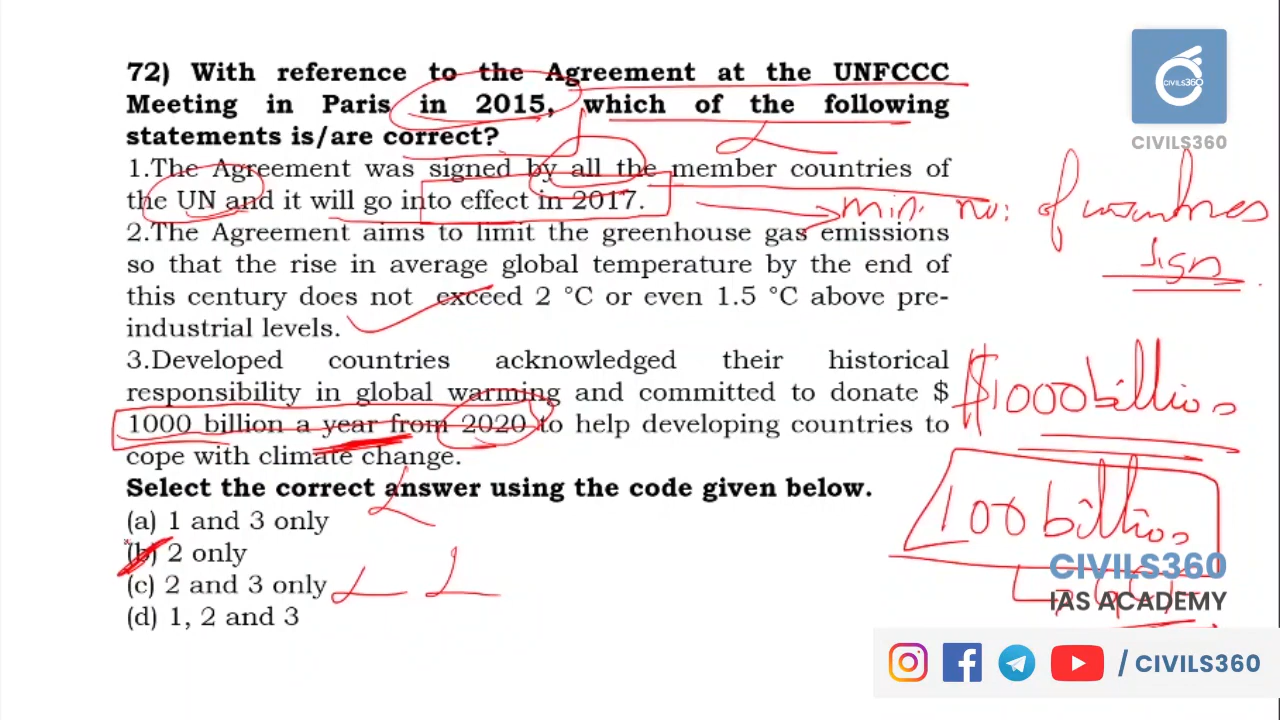 72) With reference to the Agreement at the UNFCCC
Meeting in Paris in 2015, which of the following
statements is/are correct?
1.The Agreement was signed by all the member countries of
the UN and it will go into effect in 2017.
2.The Agreement aims to limit the greenhouse gas emissions
so that the rise in average global temperature by the end of
this century does not exceed 2 °C or even 1.5 °C above pre-
industrial levels.
3.Developed countries acknowledged their historical
responsibility in global warming and committed to donate $
1000 billion a year from 2020 to help developing countries to
cope with climate change.
Select the correct answer using the code given below.
(a) 1 and 3 only
(b) 2 only
(c) 2 and 3 only
(d) 1, 2 and 3
CIVILS360
CIVILS360
min. no: of countries
sign
$1000 billion
100 billion
CIVILS360
IAS ACADEMY
/ CIVILS360